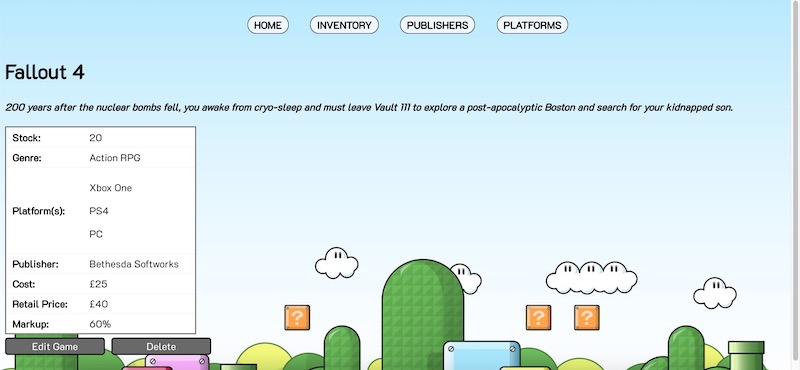 HOME INVENTORY PUBLISHERS PLATFORMS
Fallout 4
200 years after the nuclear bombs fell, you awake from cryo-sleep and must leave Vault 111 to explore a post-apocalyptic Boston and search for your kidnapped son.
Stock: 20
Genre: Action RPG
Xbox One
Platform(s): PS4
PC
Publisher: Bethesda Softworks
Cost: £25
Retail Price: £40
Markup: 60%
? ? ?
Edit Game Delete